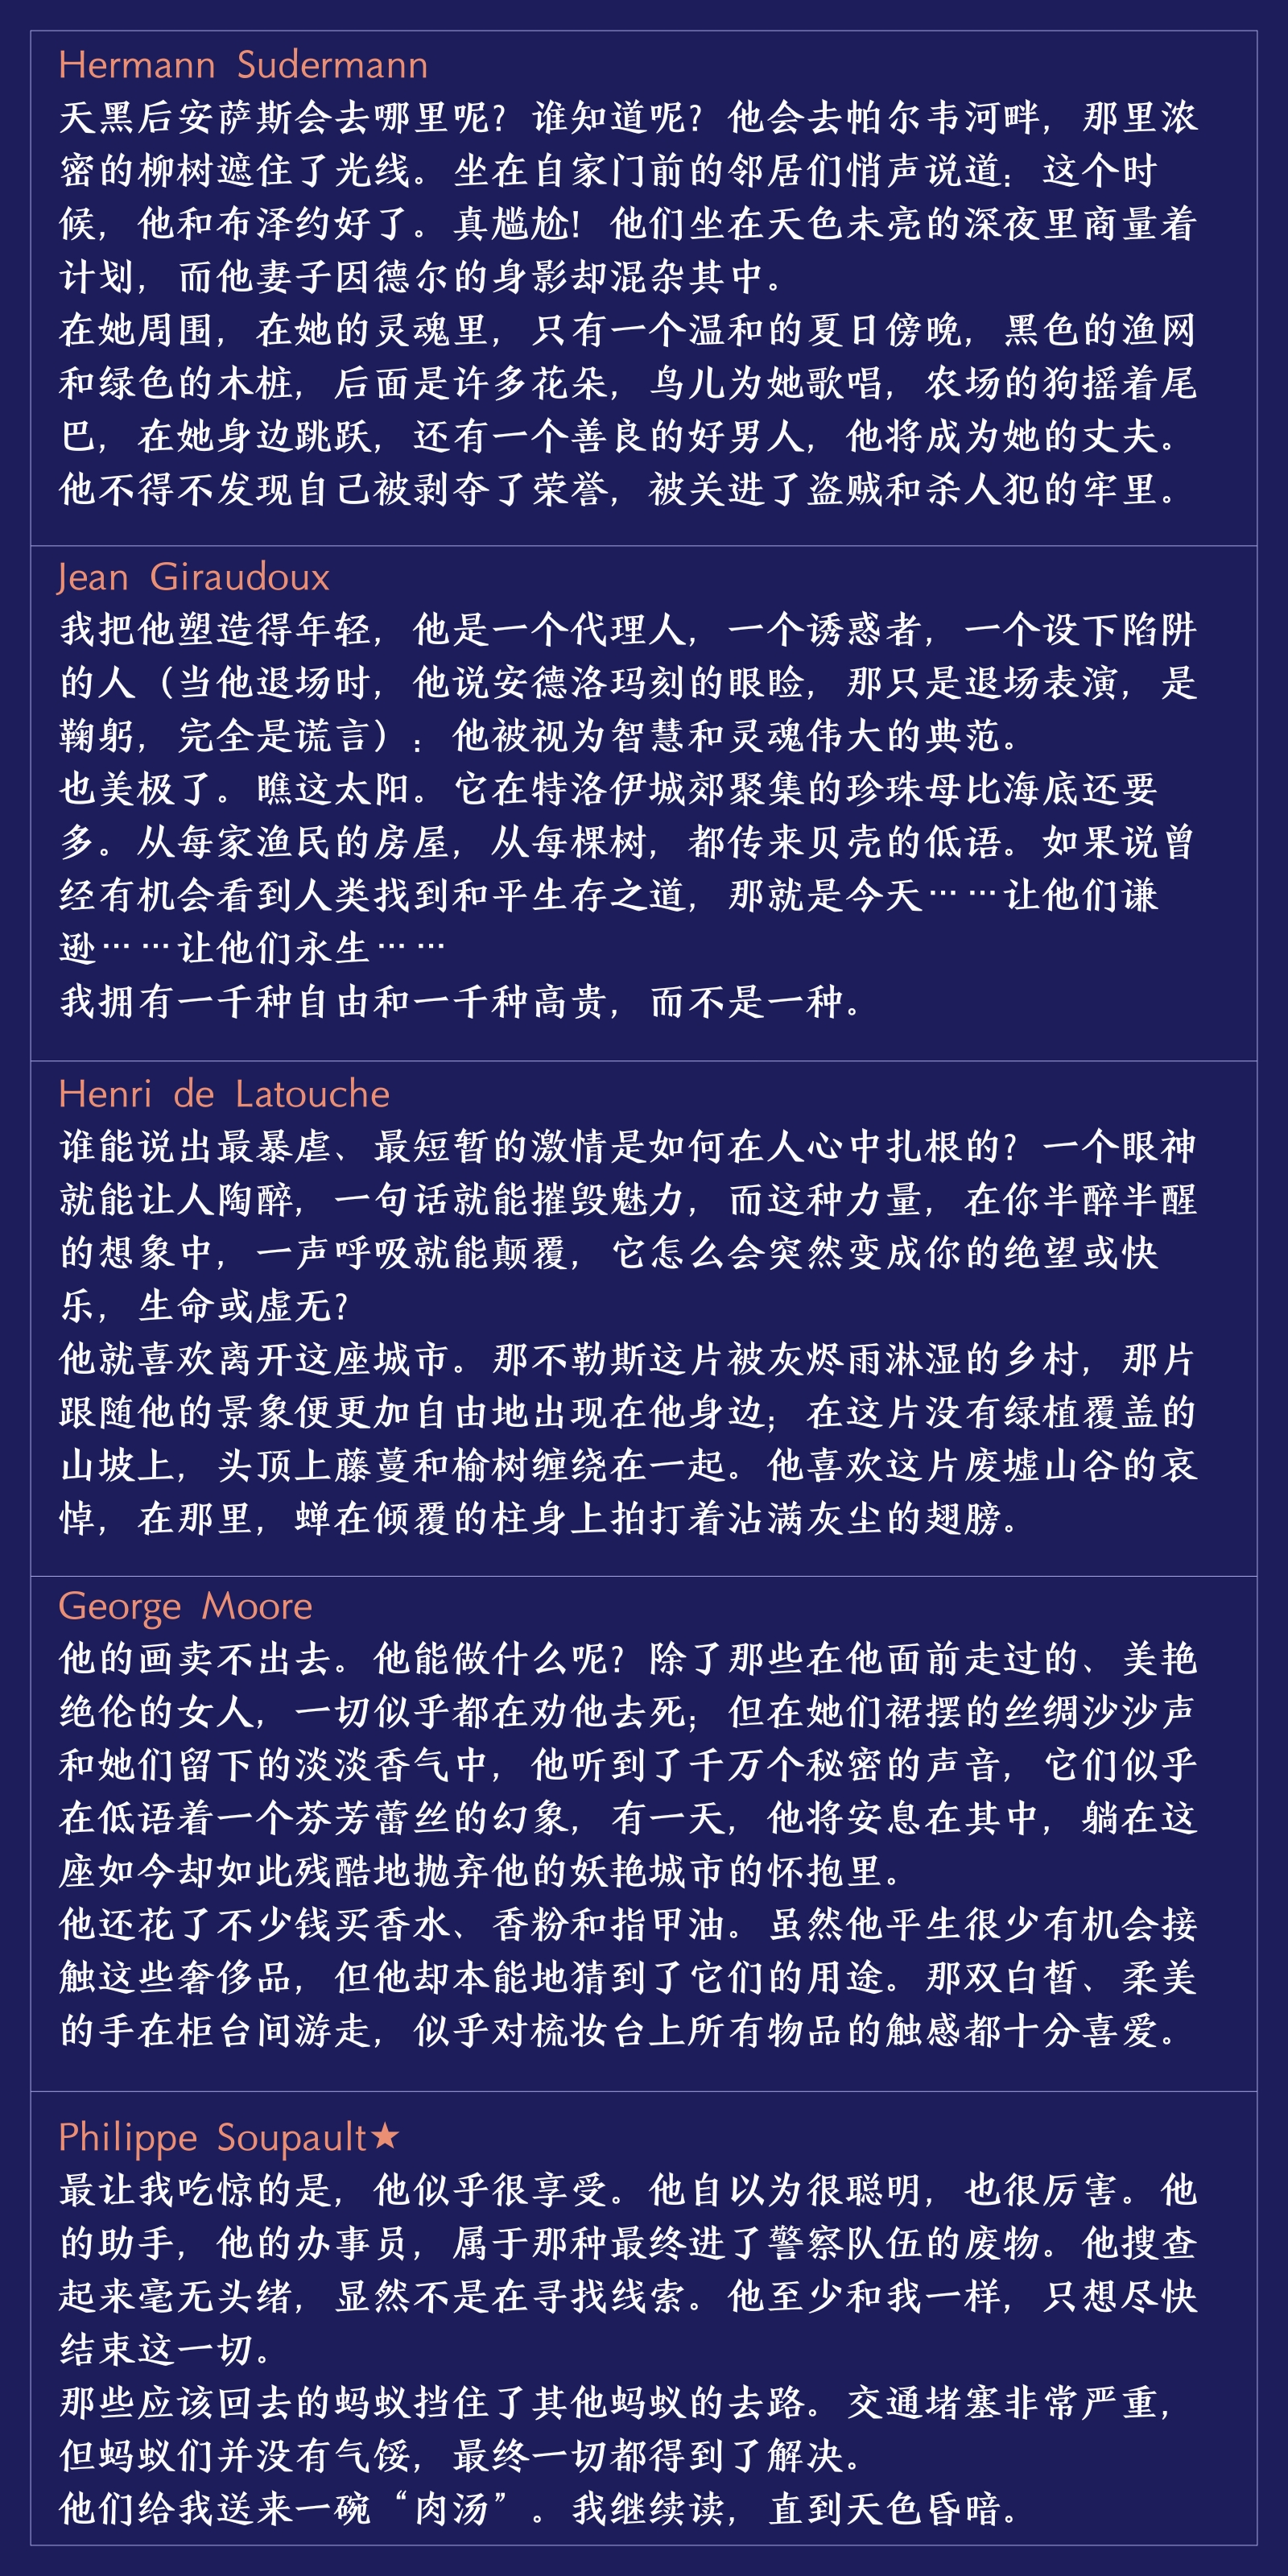 Hermann Sudermann
天黑后安萨斯会去哪里呢？谁知道呢？他会去帕尔韦河畔，那里浓
密的柳树遮住了光线。坐在自家门前的邻居们悄声说道：这个时
候，他和布泽约好了。真尴尬！他们坐在天色未亮的深夜里商量着
计划，而他妻子因德尔的身影却混杂其中。
在她周围，在她的灵魂里，只有一个温和的夏日傍晚，黑色的渔网
和绿色的木桩，后面是许多花朵，鸟儿为她歌唱，农场的狗摇着尾
巴，在她身边跳跃，还有一个善良的好男人，他将成为她的丈夫。
他不得不发现自己被剥夺了荣誉，被关进了盗贼和杀人犯的牢里。
Jean Giraudoux
我把他塑造得年轻，他是一个代理人，一个诱惑者，一个设下陷阱
的人（当他退场时，他说安德洛玛刻的眼睑，那只是退场表演，是
鞠躬，完全是谎言）：他被视为智慧和灵魂伟大的典范。
也美极了。瞧这太阳。它在特洛伊城郊聚集的珍珠母比海底还要
多。从每家渔民的房屋，从每棵树，都传来贝壳的低语。如果说曾
经有机会看到人类找到和平生存之道，那就是今天……让他们谦
逊……让他们永生……
我拥有一千种自由和一千种高贵，而不是一种。
Henri de Latouche
谁能说出最暴虐、最短暂的激情是如何在人心中扎根的？一个眼神
就能让人陶醉，一句话就能摧毁魅力，而这种力量，在你半醉半醒
的想象中，一声呼吸就能颠覆，它怎么会突然变成你的绝望或快
乐，生命或虚无？
他就喜欢离开这座城市。那不勒斯这片被灰烬雨淋湿的乡村，那片
跟随他的景象便更加自由地出现在他身边；在这片没有绿植覆盖的
山坡上，头顶上藤蔓和榆树缠绕在一起。他喜欢这片废墟山谷的哀
悼，在那里，蝉在倾覆的柱身上拍打着沾满灰尘的翅膀。
George Moore
他的画卖不出去。他能做什么呢？除了那些在他面前走过的、美艳
绝伦的女人，一切似乎都在劝他去死；但在她们裙摆的丝绸沙沙声
和她们留下的淡淡香气中，他听到了千万个秘密的声音，它们似乎
在低语着一个芬芳蕾丝的幻象，有一天，他将安息在其中，躺在这
座如今却如此残酷地抛弃他的妖艳城市的怀抱里。
他还花了不少钱买香水、香粉和指甲油。虽然他平生很少有机会接
触这些奢侈品，但他却本能地猜到了它们的用途。那双白皙、柔美
的手在柜台间游走，似乎对梳妆台上所有物品的触感都十分喜爱。
Philippe Soupault★
最让我吃惊的是，他似乎很享受。他自以为很聪明，也很厉害。他
的助手，他的办事员，属于那种最终进了警察队伍的废物。他搜查
起来毫无头绪，显然不是在寻找线索。他至少和我一样，只想尽快
结束这一切。
那些应该回去的蚂蚁挡住了其他蚂蚁的去路。交通堵塞非常严重，
但蚂蚁们并没有气馁，最终一切都得到了解决。
他们给我送来一碗“肉汤”。我继续读，直到天色昏暗。